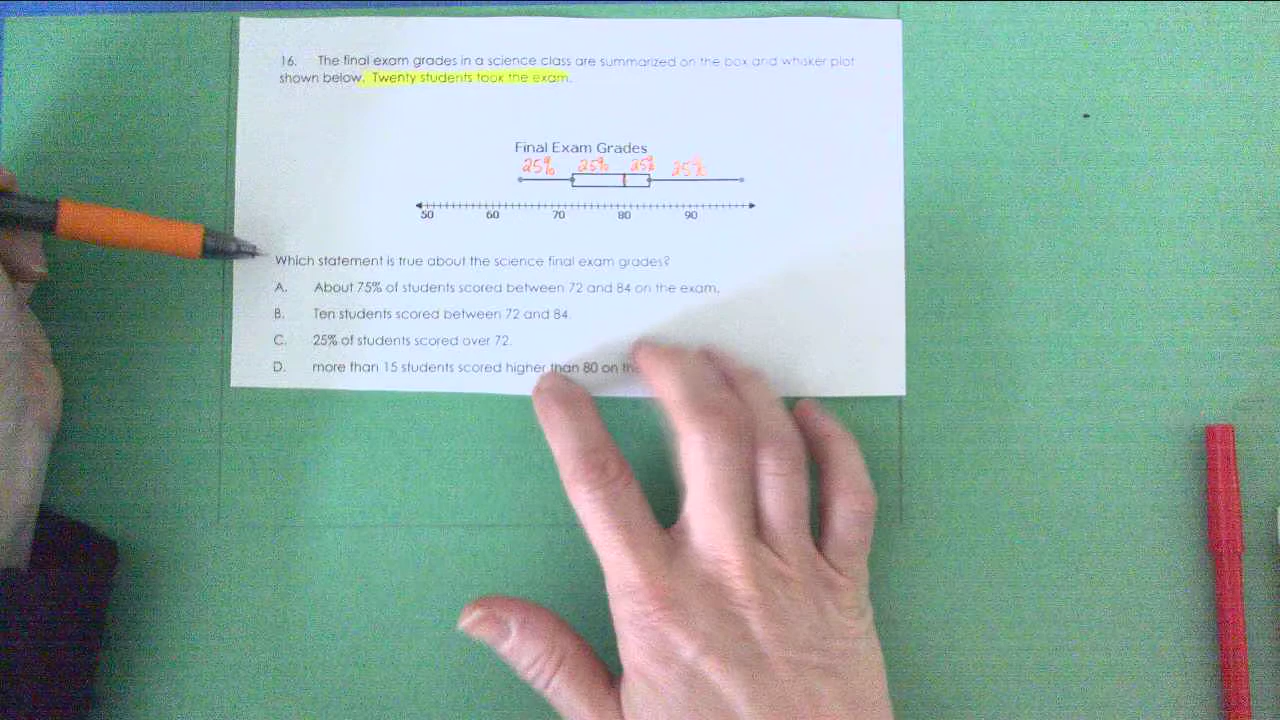 16. The final exam grades in a science class are summarized on the box and whisker plot
shown below. Twenty students took the exam.
Final Exam Grades
25% 25% 25% 25%
50 60 70 80 90
Which statement is true about the science final exam grades?
A. About 75% of students scored between 72 and 84 on the exam.
B. Ten students scored between 72 and 84.
C. 25% of students scored over 72.
D. more than 15 students scored higher than 80 on the